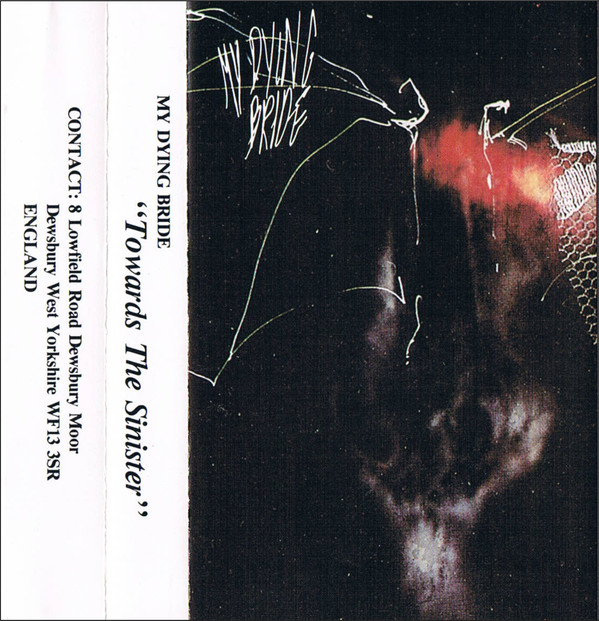 MY DYING
BRIDE
MY DYING BRIDE
“Towards The Sinister”
CONTACT: 8 Lowfield Road Dewsbury Moor
Dewsbury West Yorkshire WF13 3SR
ENGLAND